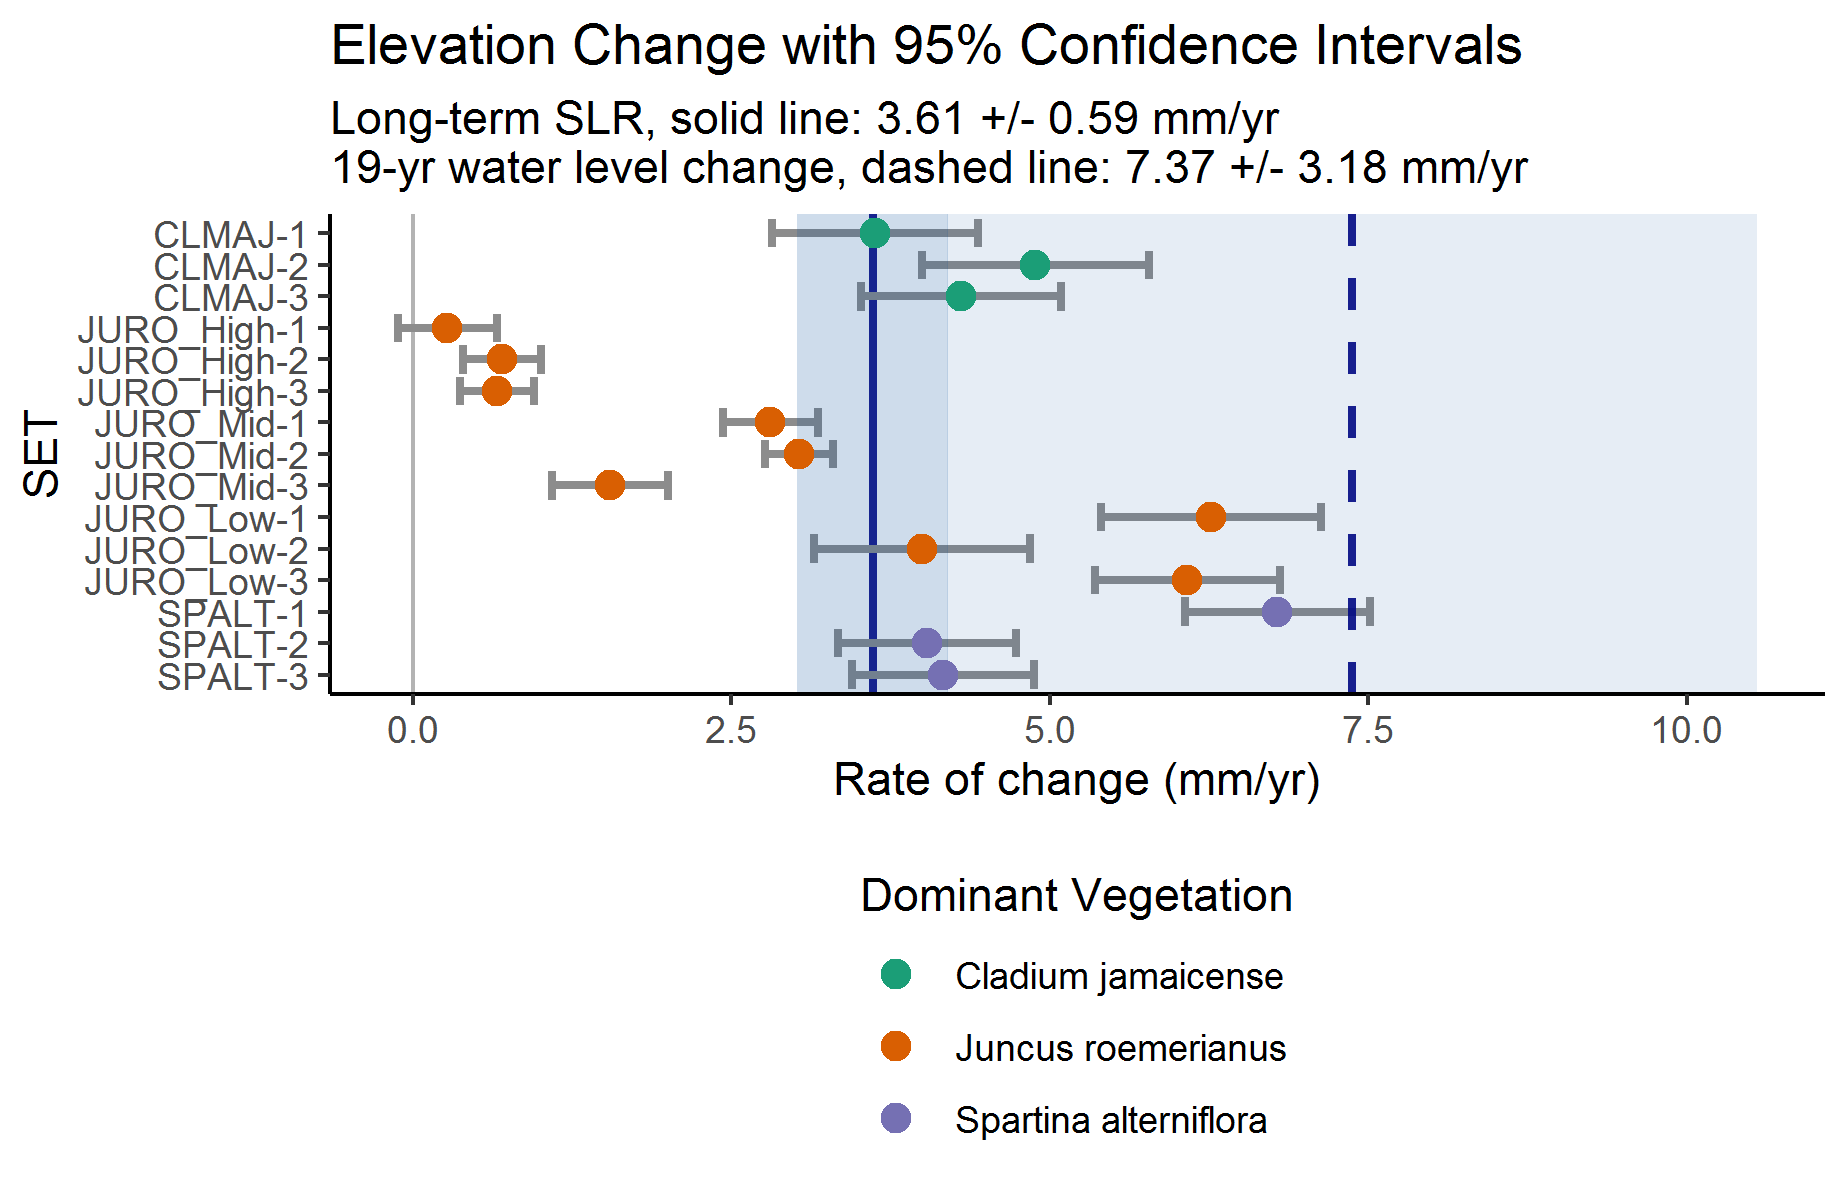 Elevation Change with 95% Confidence Intervals
Long-term SLR, solid line: 3.61 +/- 0.59 mm/yr
19-yr water level change, dashed line: 7.37 +/- 3.18 mm/yr
SET
CLMAJ-1
CLMAJ-2
CLMAJ-3
JURO_High-1
JURO_High-2
JURO_High-3
JURO_Mid-1
JURO_Mid-2
JURO_Mid-3
JURO_Low-1
JURO_Low-2
JURO_Low-3
SPALT-1
SPALT-2
SPALT-3
0.0 2.5 5.0 7.5 10.0
Rate of change (mm/yr)
Dominant Vegetation
Cladium jamaicense
Juncus roemerianus
Spartina alterniflora